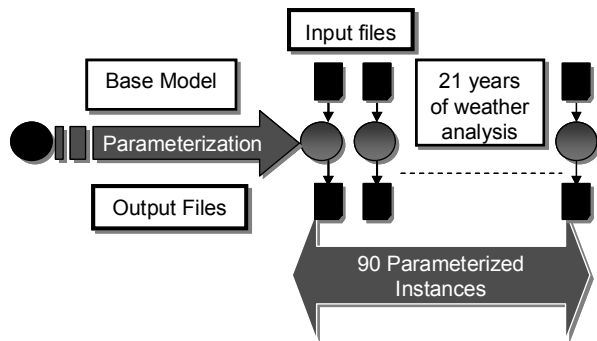 Input files
Base Model
21 years
of weather
analysis
Parameterization
Output Files
90 Parameterized
Instances